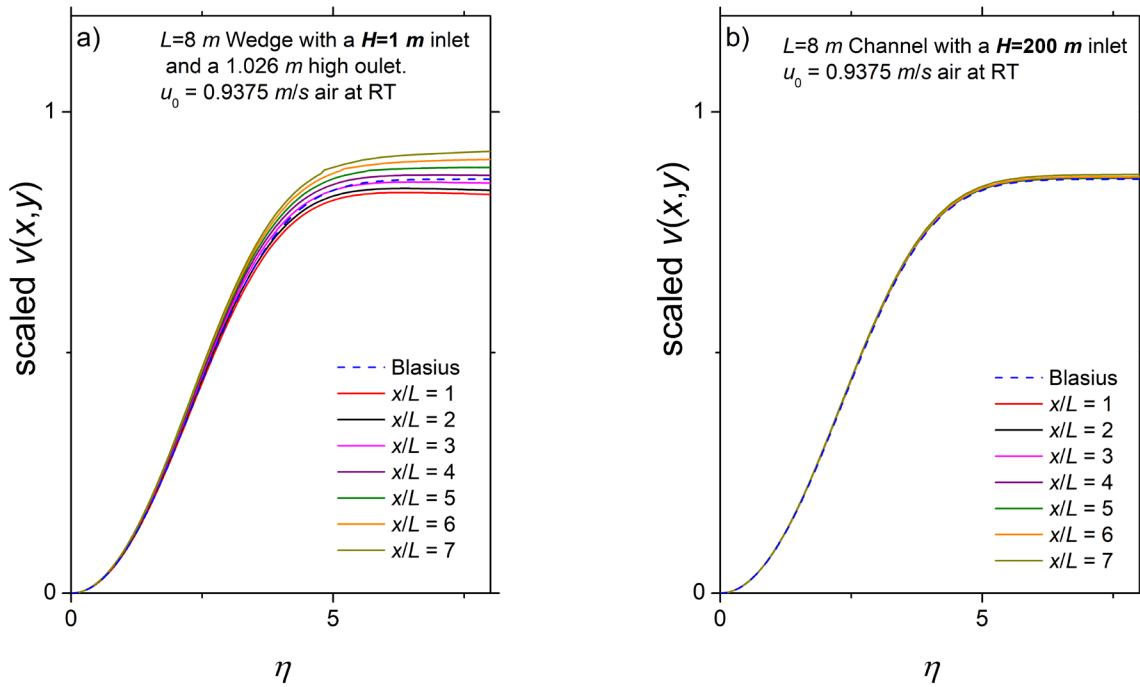 a)
L=8 m Wedge with a H=1 m inlet
and a 1.026 m high oulet.
u₀ = 0.9375 m/s air at RT
1
0
scaled v(x,y)
Blasius
x/L = 1
x/L = 2
x/L = 3
x/L = 4
x/L = 5
x/L = 6
x/L = 7
0
5
η
b)
L=8 m Channel with a H=200 m inlet
u₀ = 0.9375 m/s air at RT
1
0
scaled v(x,y)
Blasius
x/L = 1
x/L = 2
x/L = 3
x/L = 4
x/L = 5
x/L = 6
x/L = 7
0
5
η